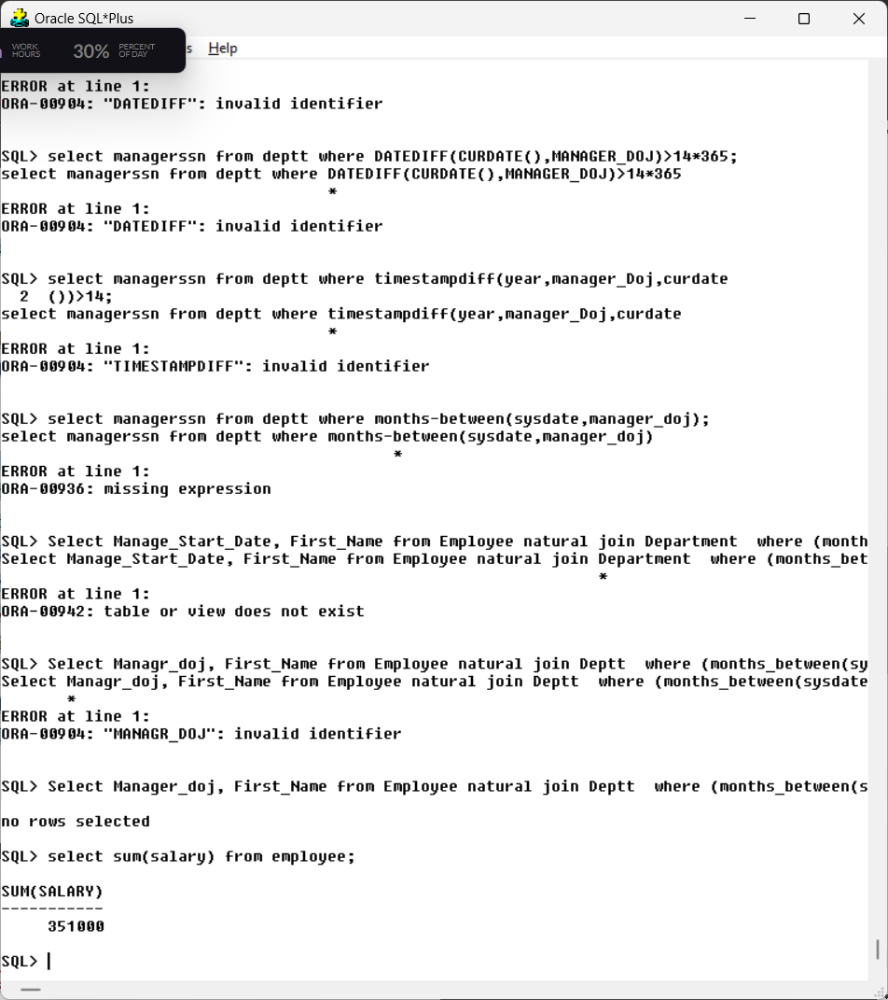 Oracle SQL*Plus
WORK HOURS 30% PERCENT OF DAY
s Help
ERROR at line 1:
ORA-00904: "DATEDIFF": invalid identifier
SQL> select managerssn from deptt where DATEDIFF(CURDATE(),MANAGER_DOJ)>14*365;
select managerssn from deptt where DATEDIFF(CURDATE(),MANAGER_DOJ)>14*365
*
ERROR at line 1:
ORA-00904: "DATEDIFF": invalid identifier
SQL> select managerssn from deptt where timestampdiff(year,manager_Doj,curdate
2 ())>14;
select managerssn from deptt where timestampdiff(year,manager_Doj,curdate
*
ERROR at line 1:
ORA-00904: "TIMESTAMPDIFF": invalid identifier
SQL> select managerssn from deptt where months-between(sysdate,manager_doj);
select managerssn from deptt where months-between(sysdate,manager_doj)
*
ERROR at line 1:
ORA-00936: missing expression
SQL> Select Manage_Start_Date, First_Name from Employee natural join Department  where (month
Select Manage_Start_Date, First_Name from Employee natural join Department  where (months_bet
*
ERROR at line 1:
ORA-00942: table or view does not exist
SQL> Select Managr_doj, First_Name from Employee natural join Deptt  where (months_between(sy
Select Managr_doj, First_Name from Employee natural join Deptt  where (months_between(sysdate
*
ERROR at line 1:
ORA-00904: "MANAGR_DOJ": invalid identifier
SQL> Select Manager_doj, First_Name from Employee natural join Deptt  where (months_between(s
no rows selected
SQL> select sum(salary) from employee;
SUM(SALARY)
-----------
351000
SQL>